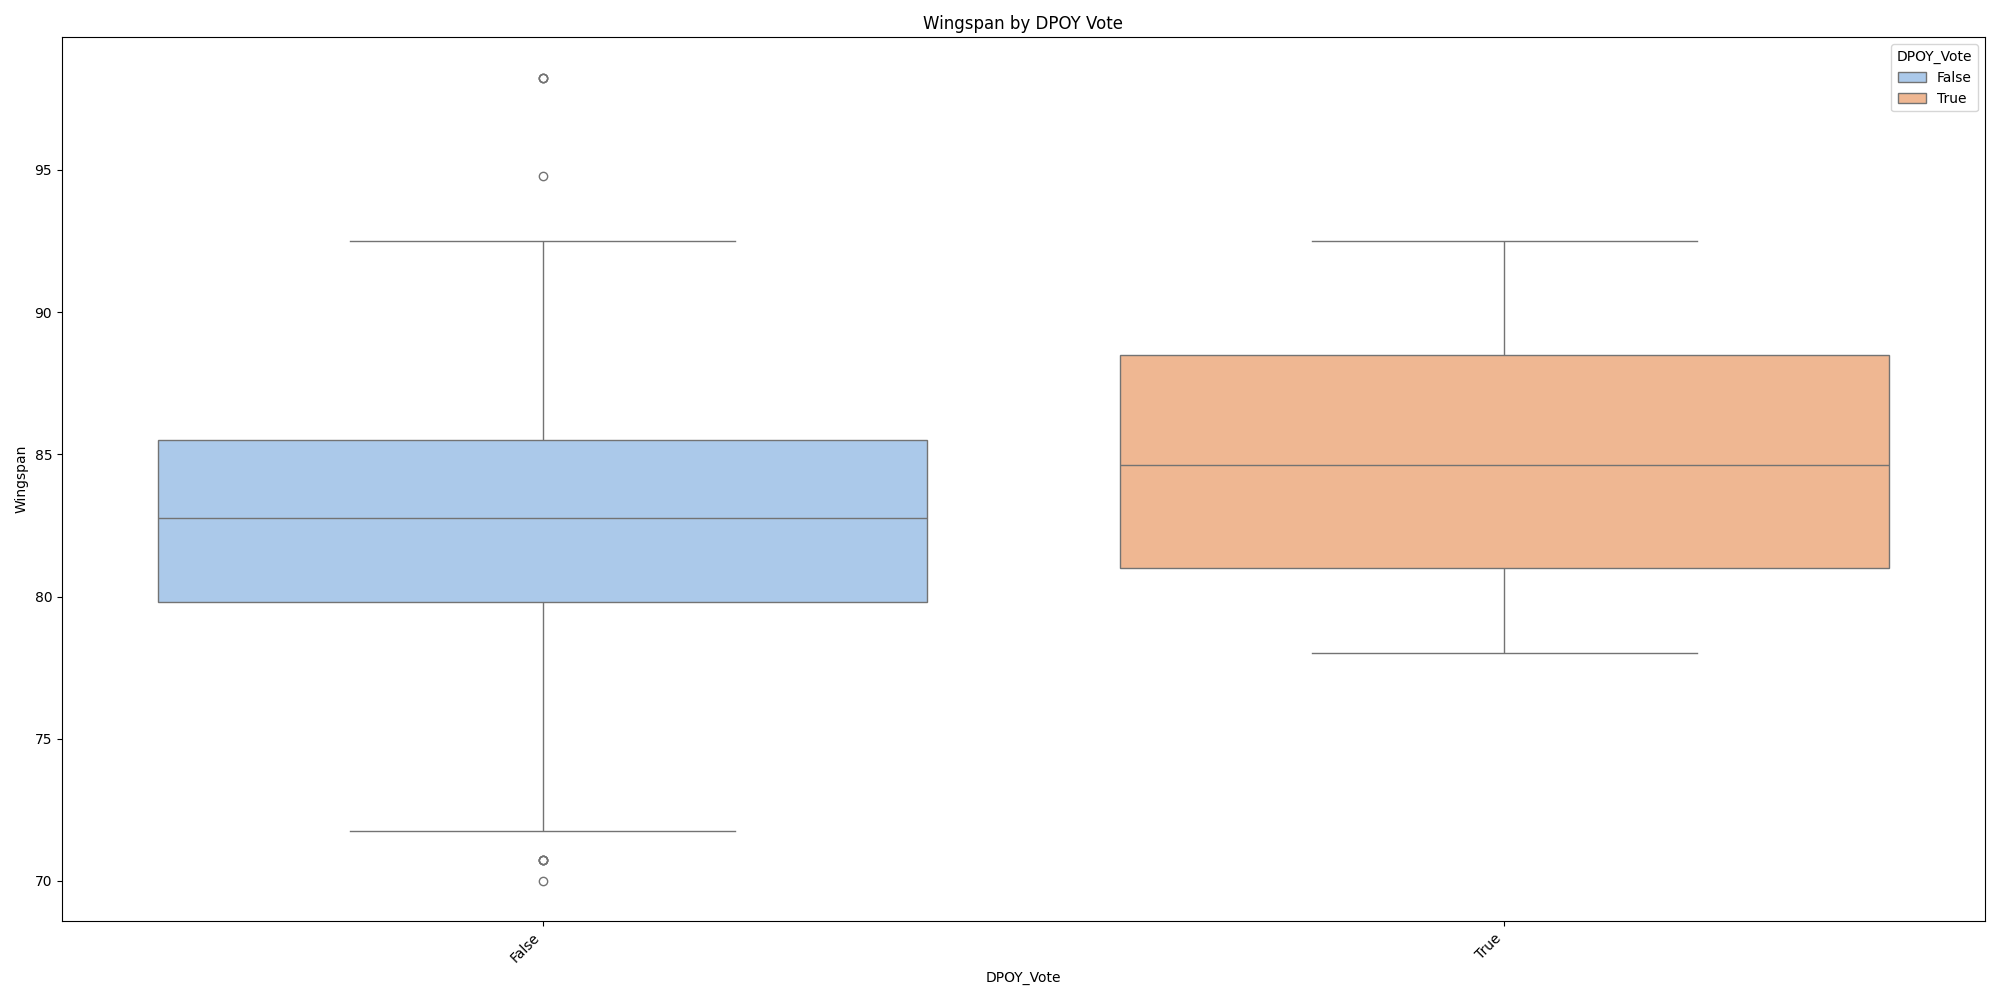 Wingspan by DPOY Vote
DPOY_Vote
False
True
95
90
85
80
75
70
Wingspan
False
True
DPOY_Vote